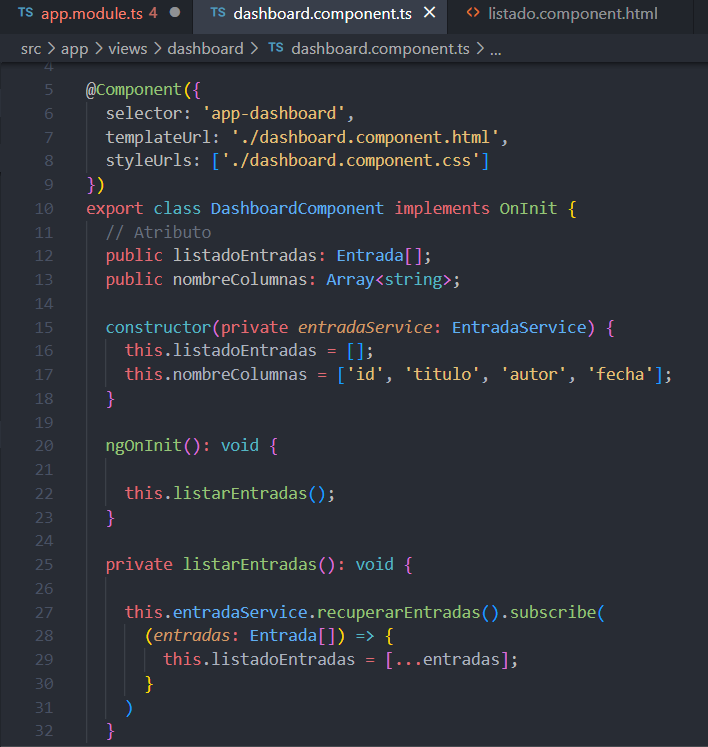 TS app.module.ts 4 ● TS dashboard.component.ts × <> listado.component.html
src > app > views > dashboard > TS dashboard.component.ts > ...
4
5 @Component({
6 selector: 'app-dashboard',
7 templateUrl: './dashboard.component.html',
8 styleUrls: ['./dashboard.component.css']
9 })
10 export class DashboardComponent implements OnInit {
11 // Atributo
12 public listadoEntradas: Entrada[];
13 public nombreColumnas: Array<string>;
14
15 constructor(private entradaService: EntradaService) {
16 this.listadoEntradas = [];
17 this.nombreColumnas = ['id', 'titulo', 'autor', 'fecha'];
18 }
19
20 ngOnInit(): void {
21
22 this.listarEntradas();
23 }
24
25 private listarEntradas(): void {
26
27 this.entradaService.recuperarEntradas().subscribe(
28 (entradas: Entrada[]) => {
29 this.listadoEntradas = [...entradas];
30 }
31 )
32 }